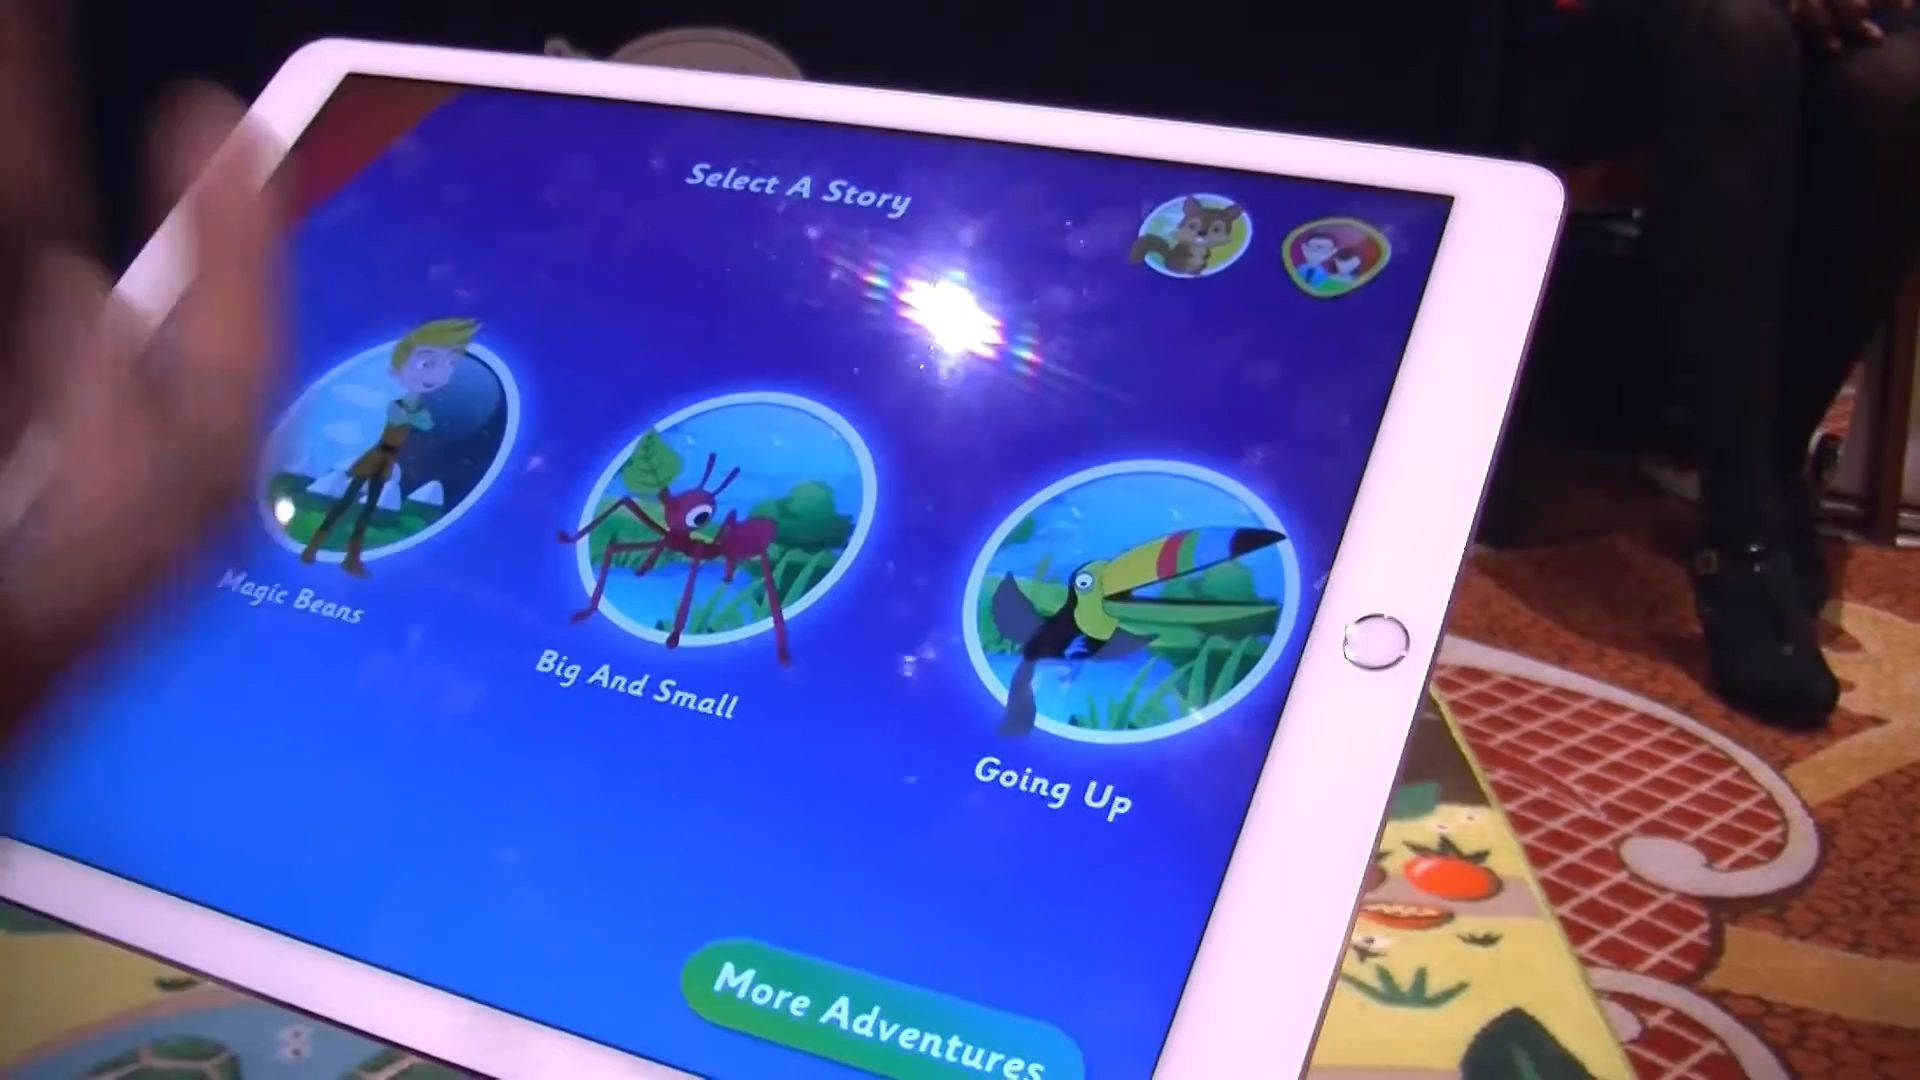 Select A Story
Magic Beans
Big And Small
Going Up
More Adventures